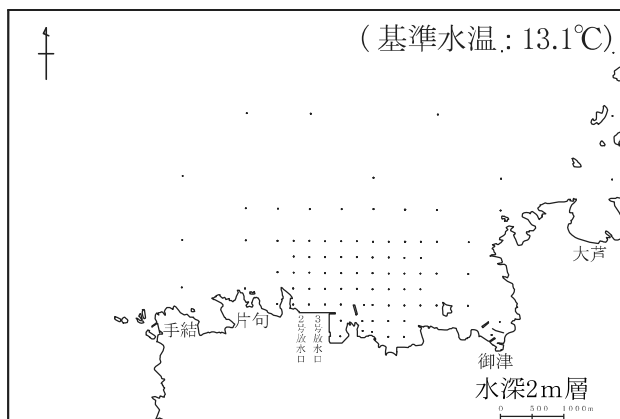 (基準水温:13.1℃)
大芦
手結
片句
2号放水口
3号放水口
御津
水深2m層
0 500 1000m